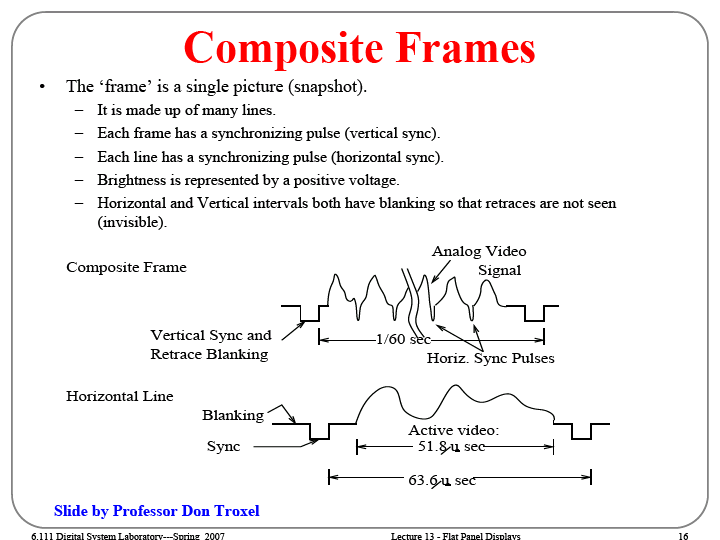 Composite Frames
• The ‘frame’ is a single picture (snapshot).
– It is made up of many lines.
– Each frame has a synchronizing pulse (vertical sync).
– Each line has a synchronizing pulse (horizontal sync).
– Brightness is represented by a positive voltage.
– Horizontal and Vertical intervals both have blanking so that retraces are not seen
(invisible).
Analog Video
Signal
Composite Frame
Vertical Sync and
Retrace Blanking
1/60 sec
Horiz. Sync Pulses
Horizontal Line
Blanking
Sync
Active video:
51.8 µ sec
63.6 µ sec
Slide by Professor Don Troxel
6.111 Digital System Laboratory---Spring 2007
Lecture 13 - Flat Panel Displays
16